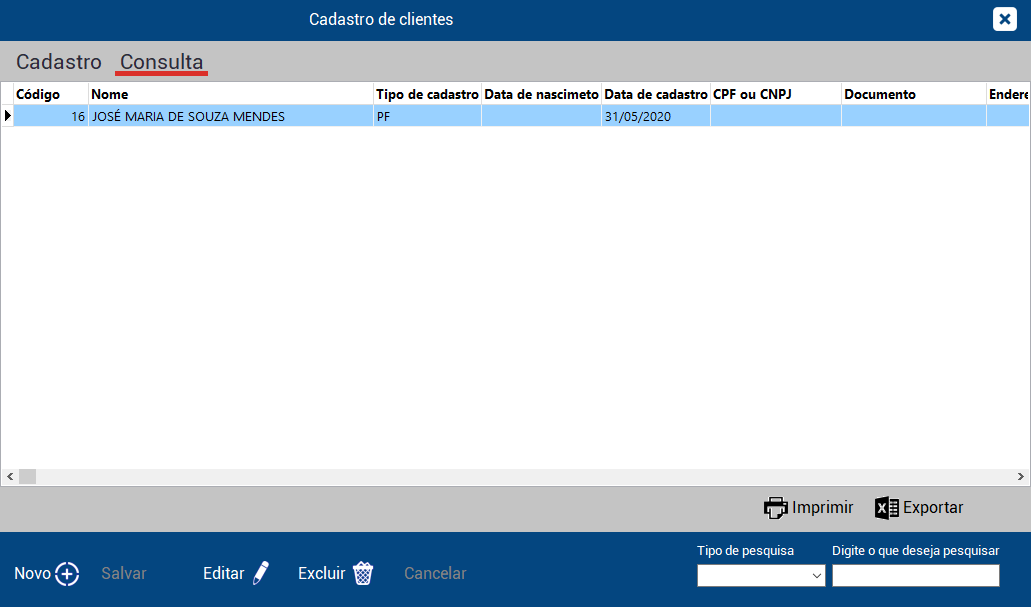 Cadastro de clientes
Cadastro Consulta
Código Nome Tipo de cadastro Data de nascimeto Data de cadastro CPF ou CNPJ Documento Endere
16 JOSÉ MARIA DE SOUZA MENDES PF 31/05/2020
Imprimir Exportar
Tipo de pesquisa Digite o que deseja pesquisar
Novo Salvar Editar Excluir Cancelar